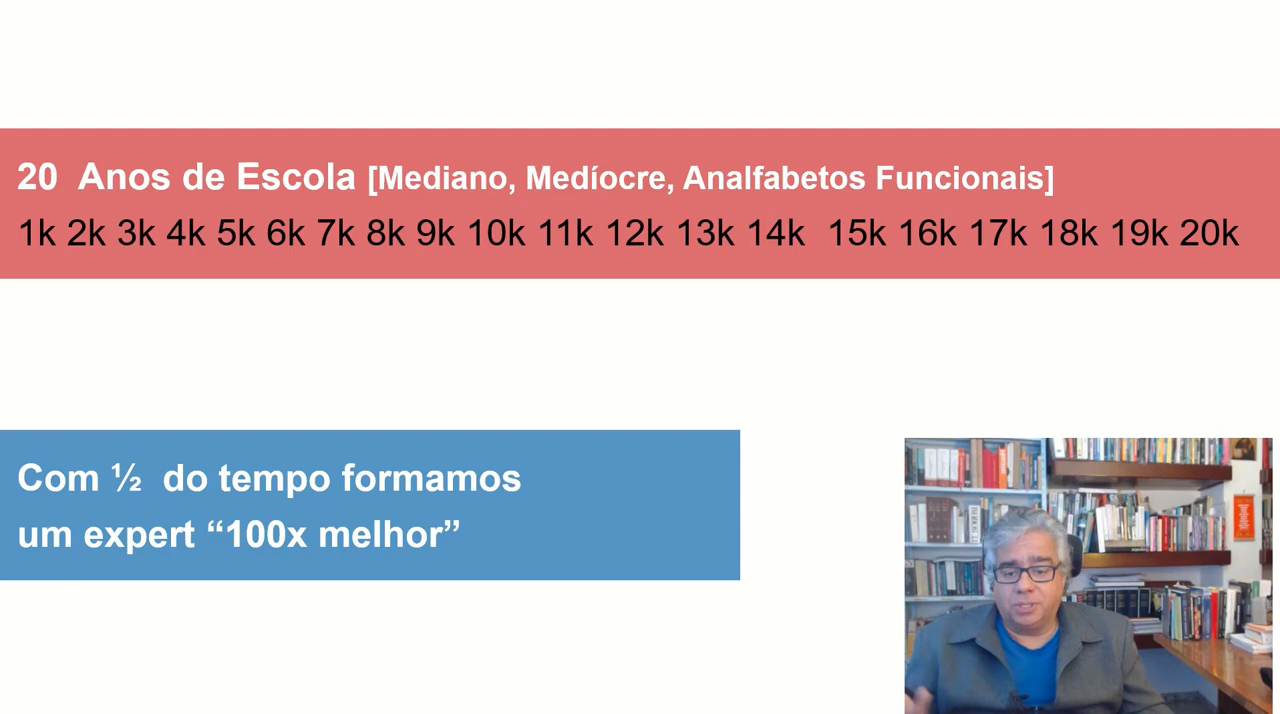 20 Anos de Escola [Mediano, Medíocre, Analfabetos Funcionais]
1k 2k 3k 4k 5k 6k 7k 8k 9k 10k 11k 12k 13k 14k 15k 16k 17k 18k 19k 20k
Com ½ do tempo formamos
um expert “100x melhor”